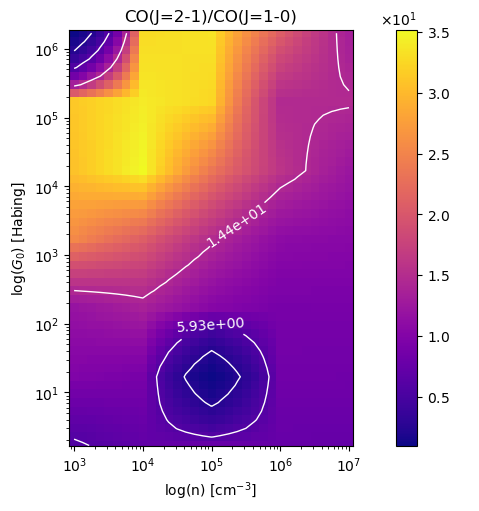 CO(J=2-1)/CO(J=1-0)
×10¹
log(G₀) [Habing]
10⁶
10⁵
10⁴
10³
10²
10¹
1.44e+01
5.93e+00
10³ 10⁴ 10⁵ 10⁶ 10⁷
log(n) [cm⁻³]
3.5
3.0
2.5
2.0
1.5
1.0
0.5